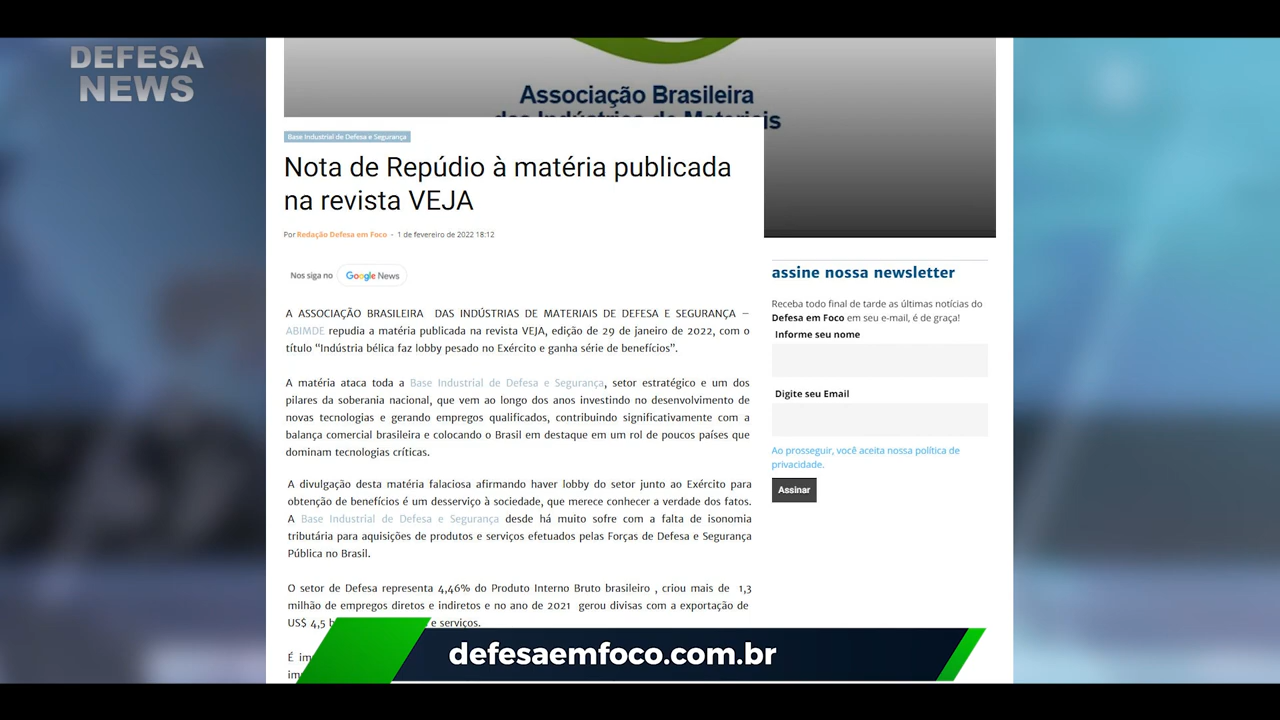 DEFESA
NEWS
Associação Brasileira
das Indústrias de Materiais
Base Industrial de Defesa e Segurança
Nota de Repúdio à matéria publicada
na revista VEJA
Por Redação Defesa em Foco - 1 de fevereiro de 2022 18:12
Nos siga no Google News
A ASSOCIAÇÃO BRASILEIRA DAS INDÚSTRIAS DE MATERIAIS DE DEFESA E SEGURANÇA –
ABIMDE repudia a matéria publicada na revista VEJA, edição de 29 de janeiro de 2022, com o
título “Indústria bélica faz lobby pesado no Exército e ganha série de benefícios”.
A matéria ataca toda a Base Industrial de Defesa e Segurança, setor estratégico e um dos
pilares da soberania nacional, que vem ao longo dos anos investindo no desenvolvimento de
novas tecnologias e gerando empregos qualificados, contribuindo significativamente com a
balança comercial brasileira e colocando o Brasil em destaque em um rol de poucos países que
dominam tecnologias críticas.
A divulgação desta matéria falaciosa afirmando haver lobby do setor junto ao Exército para
obtenção de benefícios é um desserviço à sociedade, que merece conhecer a verdade dos fatos.
A Base Industrial de Defesa e Segurança desde há muito sofre com a falta de isonomia
tributária para aquisições de produtos e serviços efetuados pelas Forças de Defesa e Segurança
Pública no Brasil.
O setor de Defesa representa 4,46% do Produto Interno Bruto brasileiro , criou mais de 1,3
milhão de empregos diretos e indiretos e no ano de 2021 gerou divisas com a exportação de
US$ 4,5 e serviços.
É
assine nossa newsletter
Receba todo final de tarde as últimas notícias do
Defesa em Foco em seu e-mail, é de graça!
Informe seu nome
Digite seu Email
Ao prosseguir, você aceita nossa política de
privacidade.
Assinar
defesaemfoco.com.br